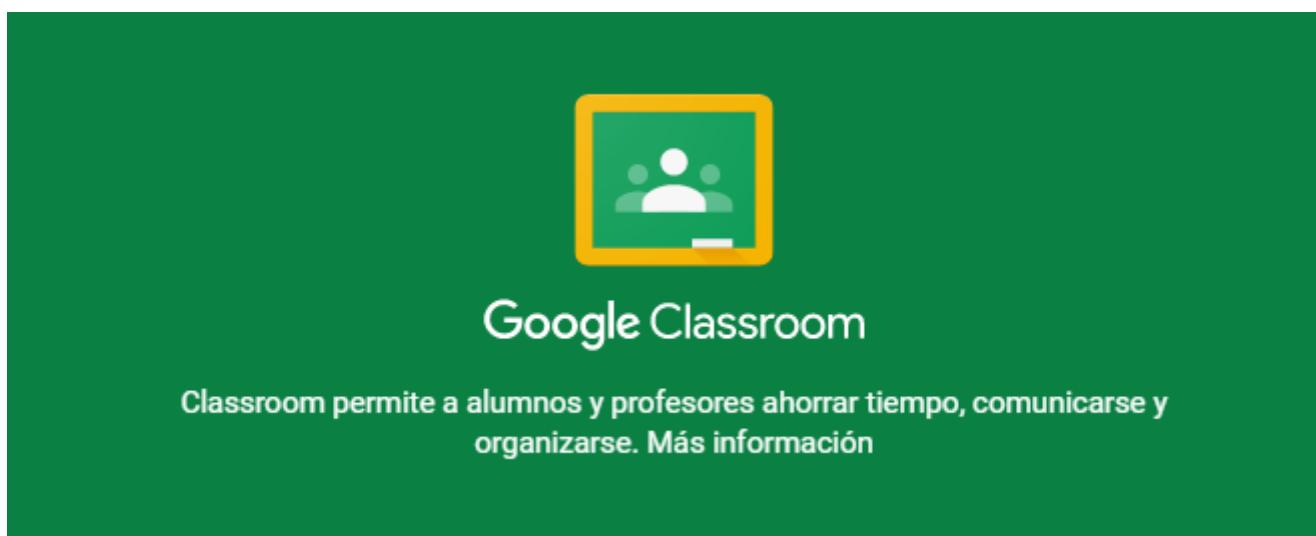 Google Classroom
Classroom permite a alumnos y profesores ahorrar tiempo, comunicarse y
organizarse. Más información